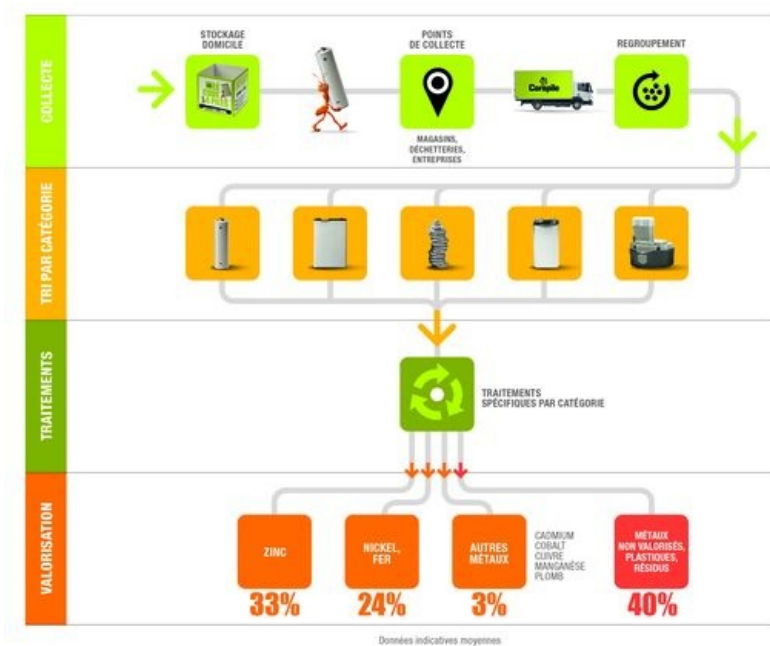 COLLECTE
STOCKAGE
DOMICILE
POINTS
DE COLLECTE
MAGASINS,
DÉCHETTERIES,
ENTREPRISES
Corepile
REGROUPEMENT
TRI PAR CATÉGORIE
TRAITEMENTS
TRAITEMENTS
SPÉCIFIQUES PAR CATÉGORIE
VALORISATION
ZINC
33%
NICKEL,
FER
24%
AUTRES
MÉTAUX
3%
CADMIUM
COBALT
CUIVRE
MANGANÈSE
PLOMB
MÉTAUX
NON VALORISÉS,
PLASTIQUES,
RÉSIDUS
40%
Données indicatives moyennes